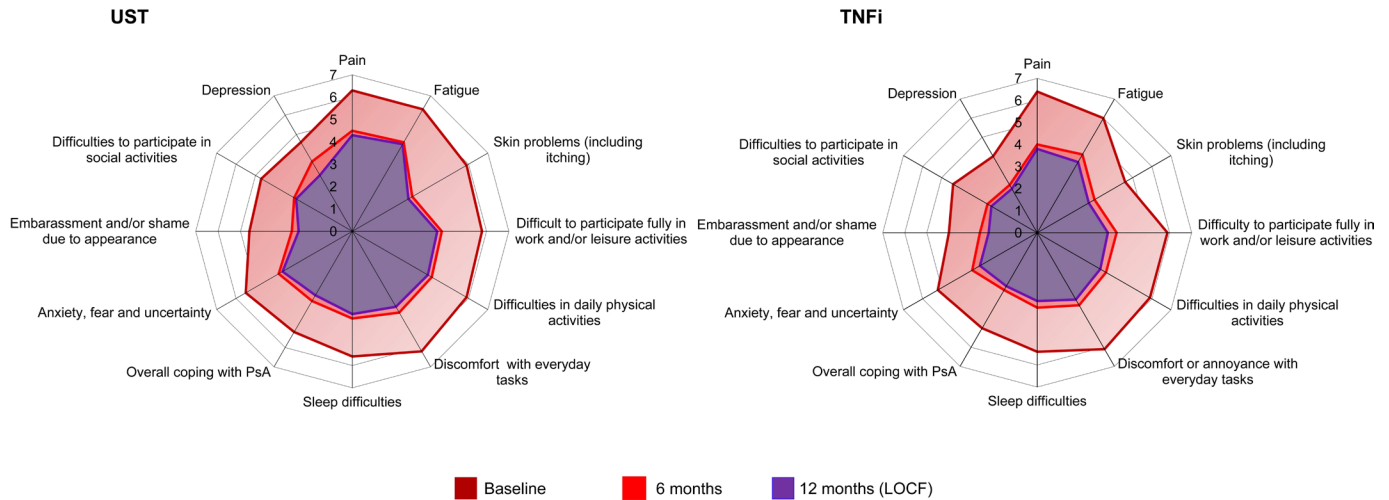 UST
Pain
Depression
Fatigue
Difficulties to participate in
social activities
Skin problems (including
itching)
Embarassment and/or shame
due to appearance
Difficult to participate fully in
work and/or leisure activities
Anxiety, fear and uncertainty
Difficulties in daily physical
activities
Overall coping with PsA
Discomfort with everyday
tasks
Sleep difficulties
7
6
5
4
3
2
1
0
TNFi
Pain
Depression
Fatigue
Difficulties to participate in
social activities
Skin problems (including
itching)
Embarassment and/or shame
due to appearance
Difficulty to participate fully in
work and/or leisure activities
Anxiety, fear and uncertainty
Difficulties in daily physical
activities
Overall coping with PsA
Discomfort or annoyance with
everyday tasks
Sleep difficulties
7
6
5
4
3
2
1
0
Baseline
6 months
12 months (LOCF)